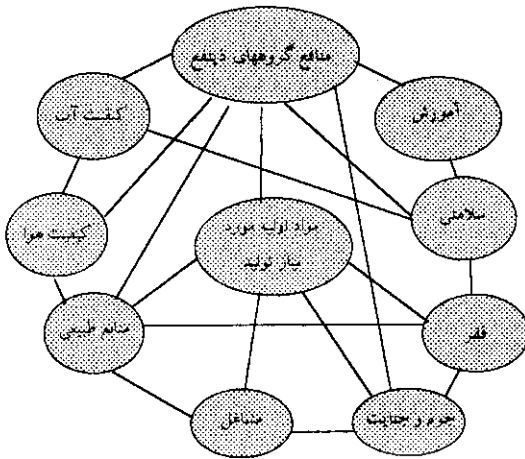 منافع گروههای ذینفع
کیفیت آب
آموزش
کیفیت هوا
سلامتی
مواد اولیه مورد
نیاز تولید
منابع طبیعی
فقر
مشاغل
جرم و جنایت